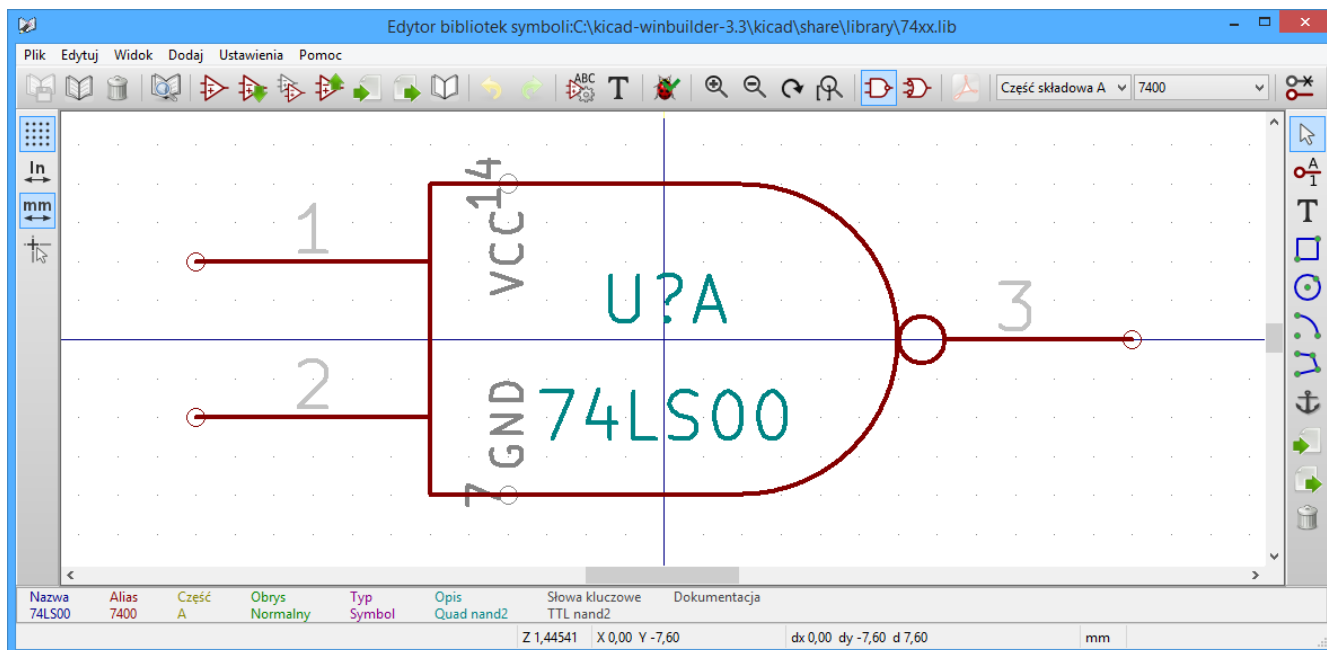 Edytor bibliotek symboli:C:\kicad-winbuilder-3.3\kicad\share\library\74xx.lib
Plik Edytuj Widok Dodaj Ustawienia Pomoc
ABC T Część składowa A 7400
In
mm
A
1
T
14
VCC
1
U?A
3
2
GND
74LS00
7
Nazwa Alias Część Obrys Typ Opis Słowa kluczowe Dokumentacja
74LS00 7400 A Normalny Symbol Quad nand2 TTL nand2
Z 1,44541 X 0,00 Y -7,60 dx 0,00 dy -7,60 d 7,60 mm